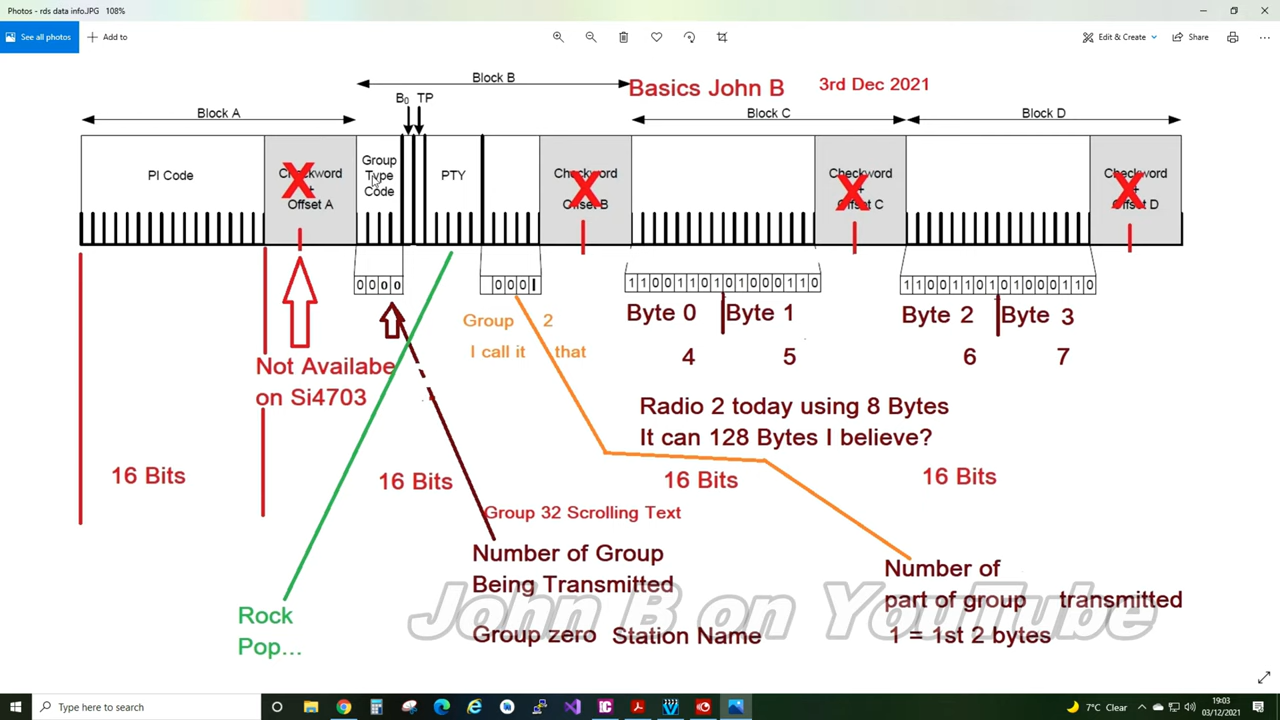 Photos - rds data info.JPG 108%
See all photos
Add to
Edit & Create
Share
Block B
Basics John B 3rd Dec 2021
B0 TP
Block A
Block C
Block D
PI Code
Checkword
+
Offset A
Group
Type
Code
PTY
Checkword
+
Offset B
Checkword
+
Offset C
Checkword
+
Offset D
0 0 0 0
0 0 0 1
1 1 0 0 1 1 0 1 0 1 0 0 0 1 1 0
1 1 0 0 1 1 0 1 0 1 0 0 0 1 1 0
Group 2
I call it that
Byte 0 Byte 1
Byte 2 Byte 3
4 5
6 7
Not Availabe
on Si4703
Radio 2 today using 8 Bytes
It can 128 Bytes I believe?
16 Bits
16 Bits
16 Bits
16 Bits
Group 32 Scrolling Text
Number of Group
Being Transmitted
Group zero Station Name
Number of
part of group transmitted
1 = 1st 2 bytes
Rock
Pop...
John B on YouTube
Type here to search
7°C Clear
19:03
03/12/2021